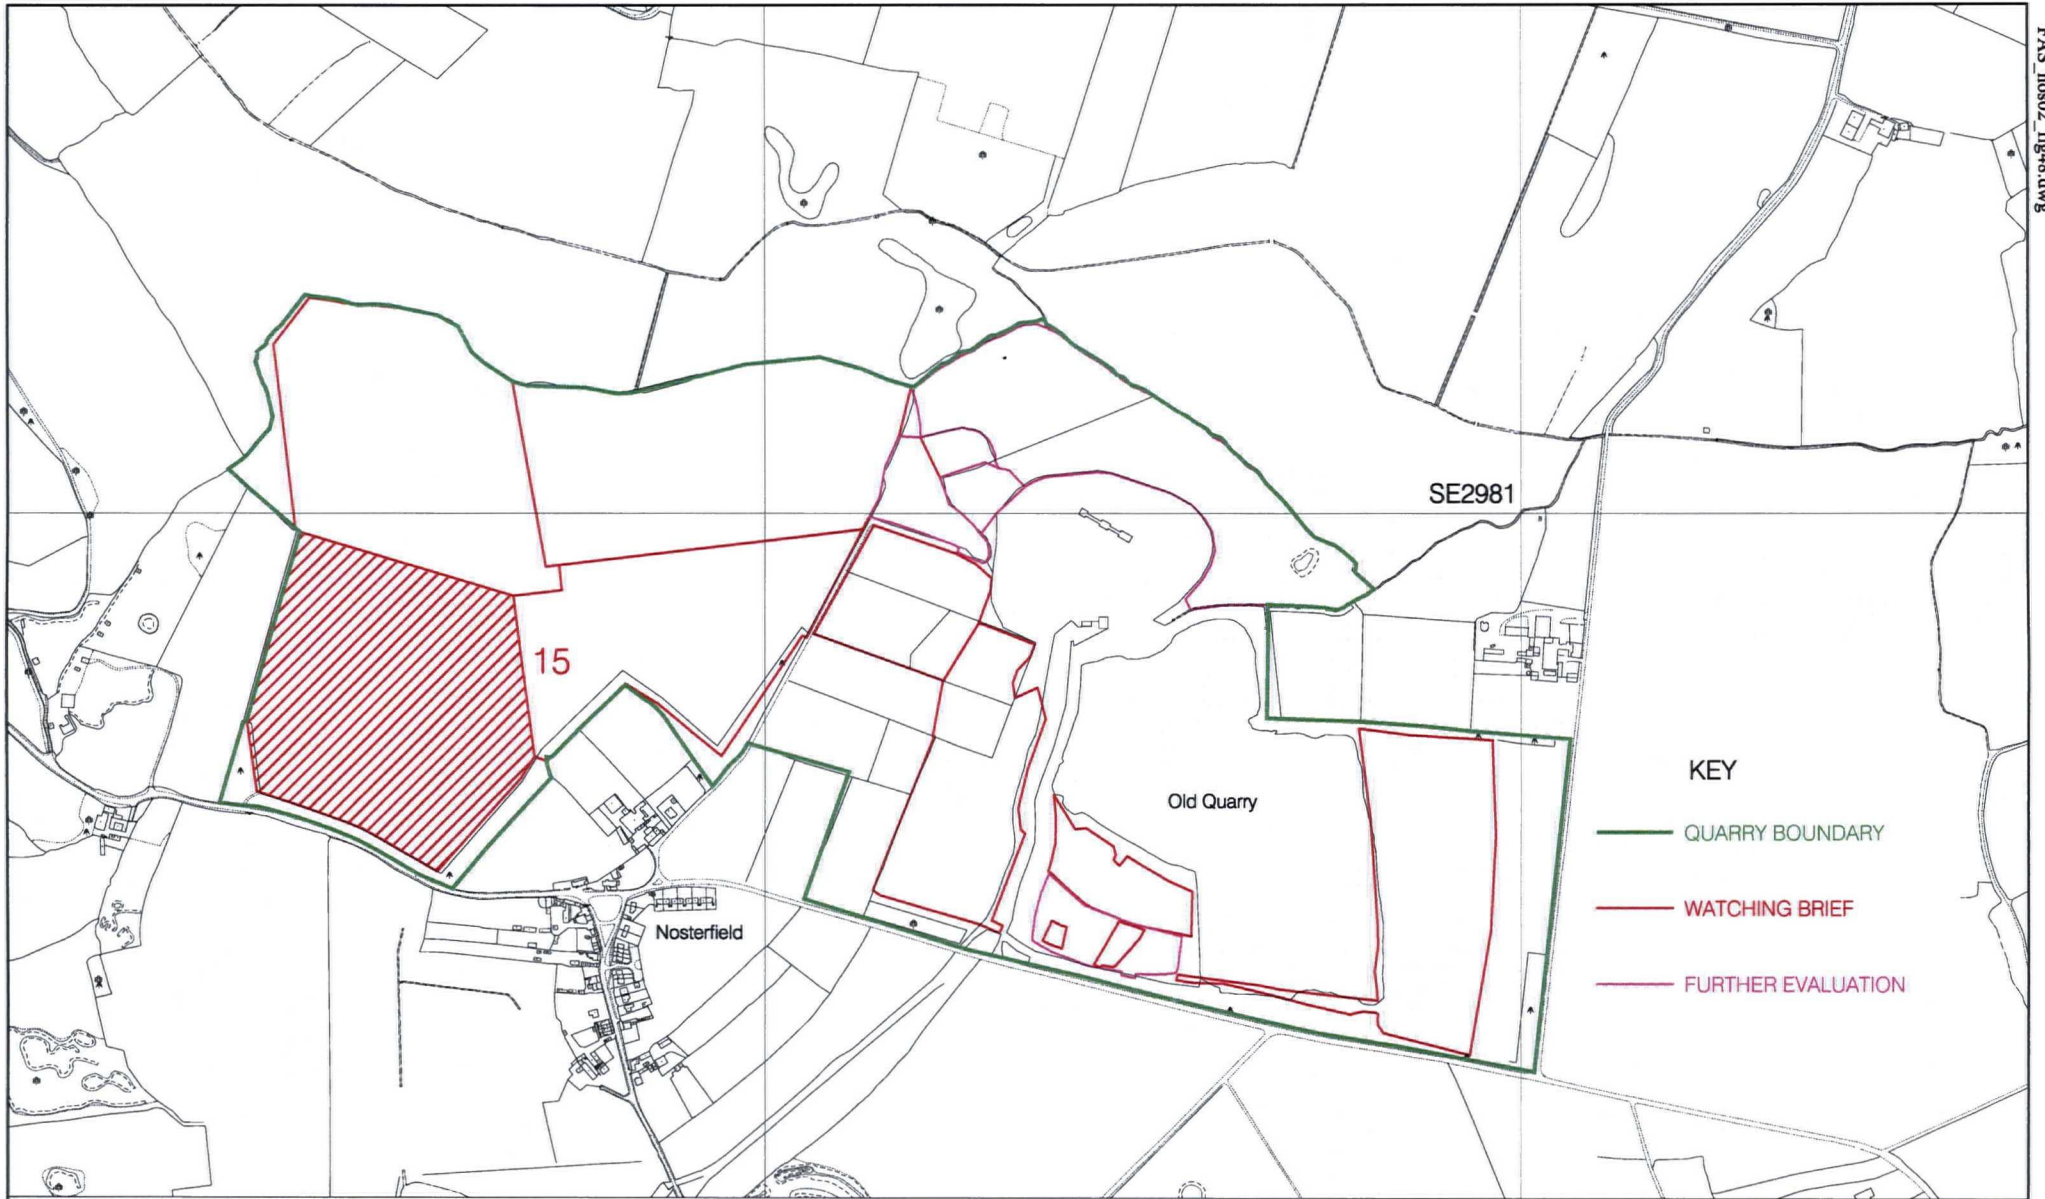 SE2981
15
Old Quarry
Nosterfield
KEY
QUARRY BOUNDARY
WATCHING BRIEF
FURTHER EVALUATION